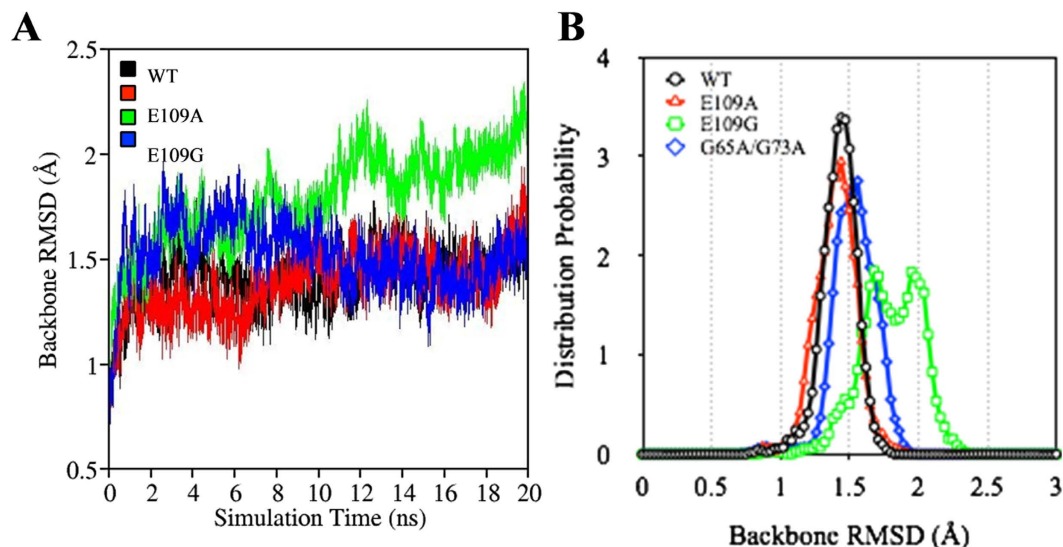 A
Backbone RMSD (Å)
2.5
2
1.5
1
0.5
WT
E109A
E109G
0 2 4 6 8 10 12 14 16 18 20
Simulation Time (ns)
B
Distribution Probability
4
3
2
1
0
WT
E109A
E109G
G65A/G73A
0 0.5 1 1.5 2 2.5 3
Backbone RMSD (Å)